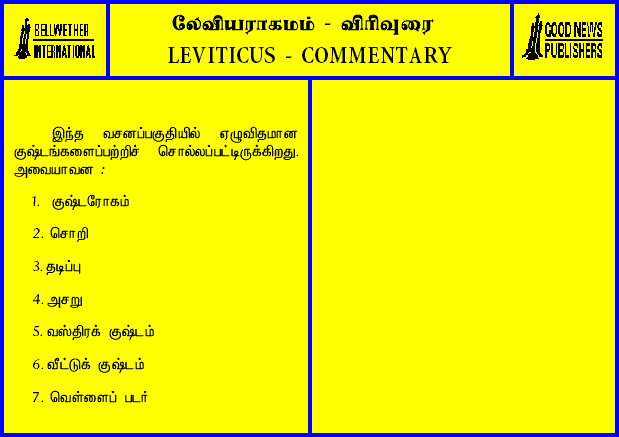 BELLWETHER
INTERNATIONAL
லேவியராகமம் - விரிவுரை
LEVITICUS - COMMENTARY
GOOD NEWS
PUBLISHERS
இந்த வசனப்பகுதியில் ஏழுவிதமான
குஷ்டங்களைப்பற்றிச் சொல்லப்பட்டிருக்கிறது.
அவையாவன :
1. குஷ்டரோகம்
2. சொறி
3. தடிப்பு
4. அசறு
5. வஸ்திரக் குஷ்டம்
6. வீட்டுக் குஷ்டம்
7. வெள்ளைப் படர்